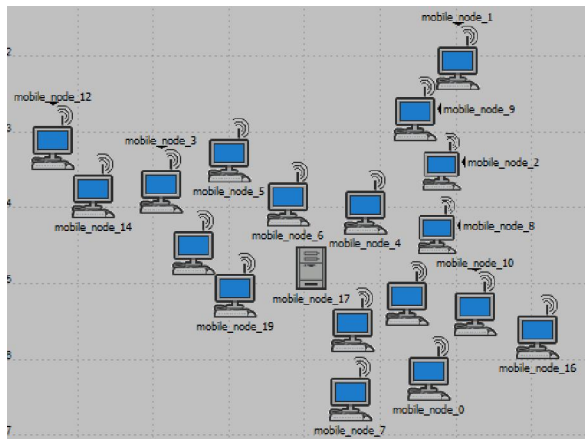 mobile_node_1
2
mobile_node_12
mobile_node_9
3
mobile_node_3
mobile_node_2
mobile_node_5
4
mobile_node_14
mobile_node_6
mobile_node_4
mobile_node_8
mobile_node_10
5
mobile_node_17
mobile_node_19
mobile_node_16
mobile_node_0
mobile_node_7
7